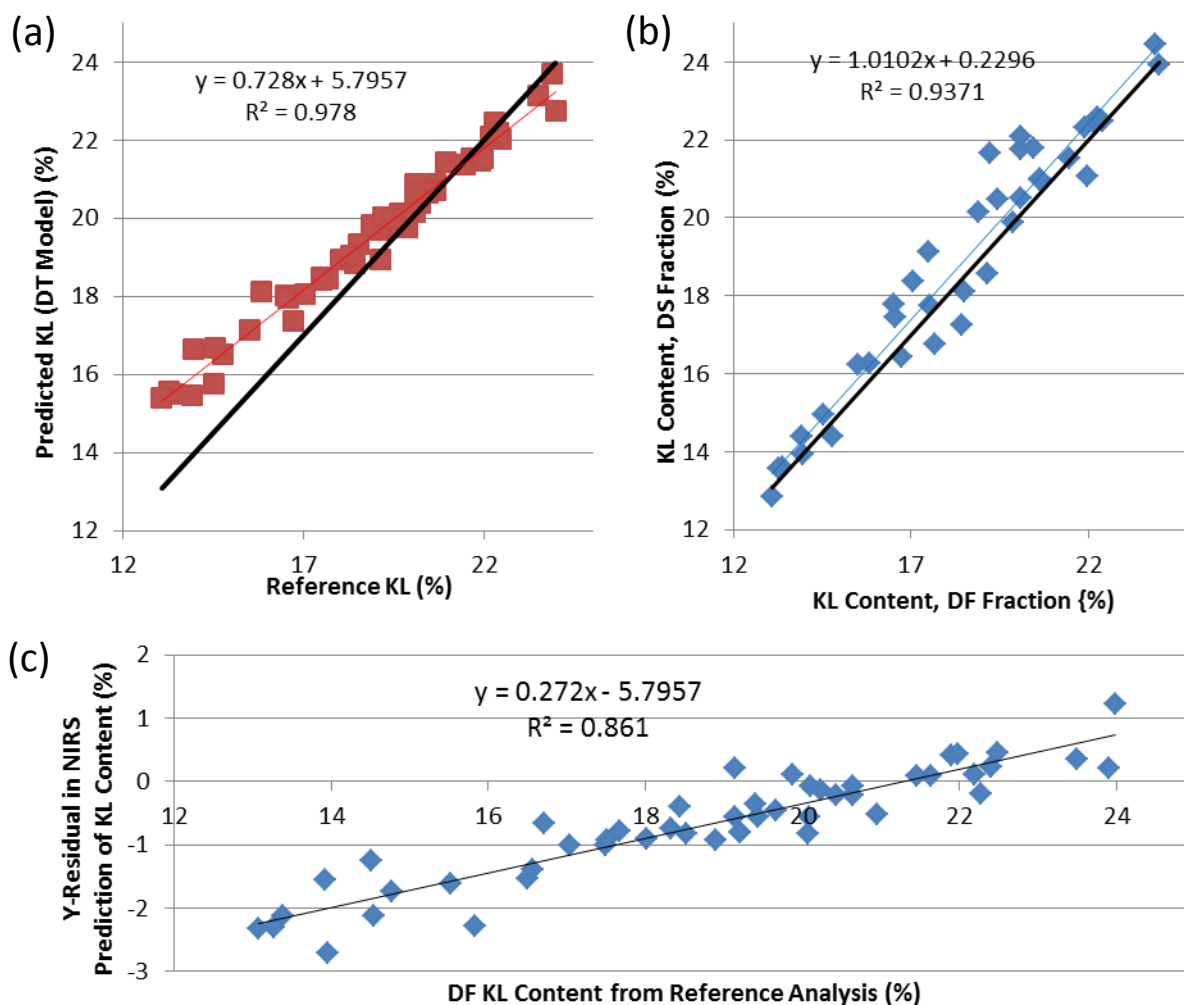 (a)
y = 0.728x + 5.7957
R² = 0.978
Predicted KL (DT Model) (%)
24
22
20
18
16
14
12
12 17 22
Reference KL (%)
(b)
y = 1.0102x + 0.2296
R² = 0.9371
KL Content, DS Fraction (%)
24
22
20
18
16
14
12
12 17 22
KL Content, DF Fraction {%)
(c)
y = 0.272x - 5.7957
R² = 0.861
Y-Residual in NIRS
Prediction of KL Content (%)
2
1
0
-1
-2
-3
12 14 16 18 20 22 24
DF KL Content from Reference Analysis (%)